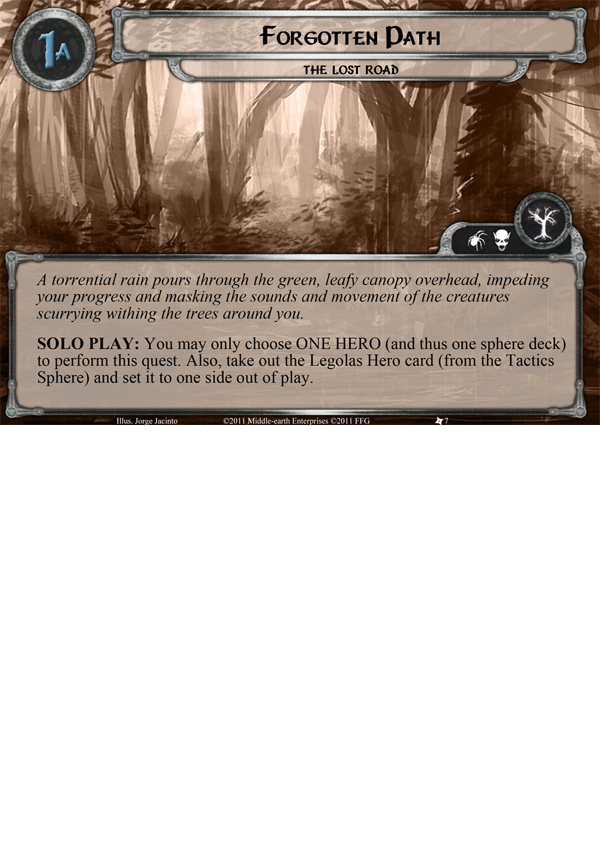 1A
FORGOTTEN PATH
THE LOST ROAD
A torrential rain pours through the green, leafy canopy overhead, impeding
your progress and masking the sounds and movement of the creatures
scurrying withing the trees around you.
SOLO PLAY: You may only choose ONE HERO (and thus one sphere deck)
to perform this quest. Also, take out the Legolas Hero card (from the Tactics
Sphere) and set it to one side out of play.
Illus. Jorge Jacinto ©2011 Middle-earth Enterprises ©2011 FFG 7